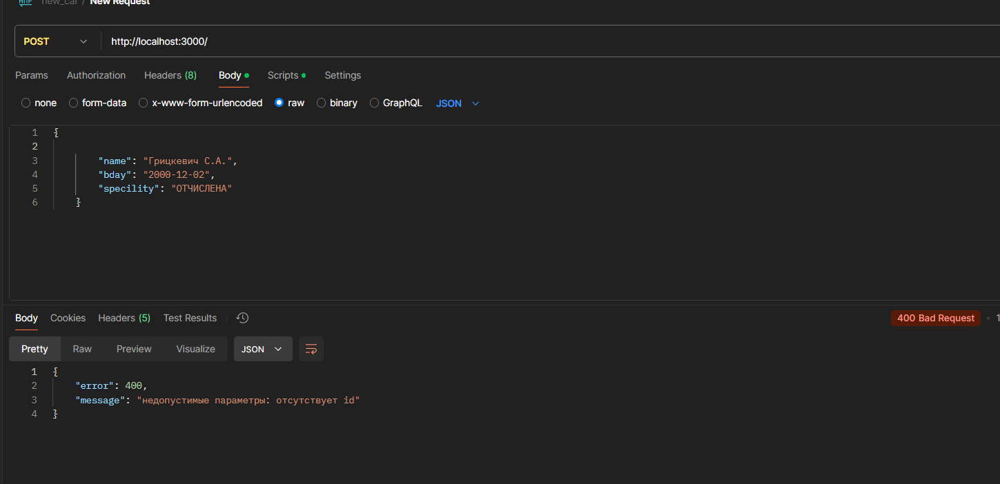 HTTP new_car / New Request
POST http://localhost:3000/
Params Authorization Headers (8) Body Scripts Settings
none form-data x-www-form-urlencoded raw binary GraphQL JSON
1 {
2
3 "name": "Грицкевич С.А.",
4 "bday": "2000-12-02",
5 "specility": "ОТЧИСЛЕНА"
6 }
Body Cookies Headers (5) Test Results 400 Bad Request • 1
Pretty Raw Preview Visualize JSON
1 {
2 "error": 400,
3 "message": "недопустимые параметры: отсутствует id"
4 }